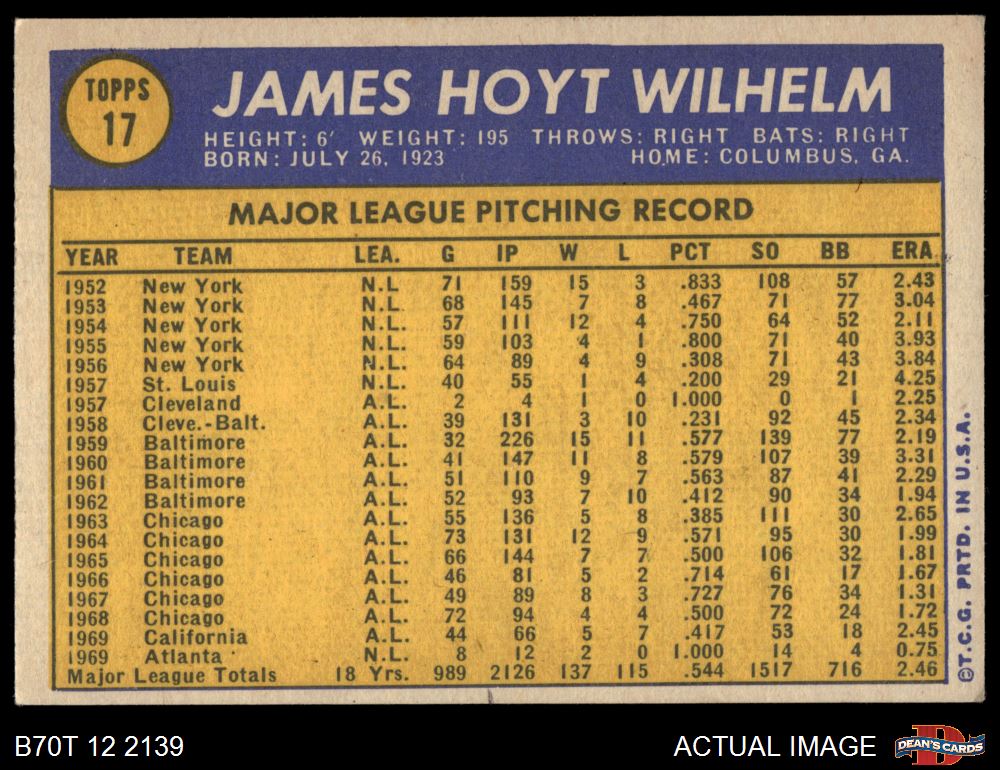 TOPPS
17
JAMES HOYT WILHELM
HEIGHT: 6' WEIGHT: 195 THROWS: RIGHT BATS: RIGHT
BORN: JULY 26, 1923 HOME: COLUMBUS, GA.
MAJOR LEAGUE PITCHING RECORD
YEAR TEAM LEA. G IP W L PCT SO BB ERA
1952 New York N.L 71 159 15 3 .833 108 57 2.43
1953 New York N.L. 68 145 7 8 .467 71 77 3.04
1954 New York N.L. 57 111 12 4 .750 64 52 2.11
1955 New York N.L. 59 103 4 1 .800 71 40 3.93
1956 New York N.L. 64 89 4 9 .308 71 43 3.84
1957 St. Louis N.L. 40 55 1 4 .200 29 21 4.25
1957 Cleveland A.L. 2 4 1 0 1.000 0 1 2.25
1958 Cleve.-Balt. A.L. 39 131 3 10 .231 92 45 2.34
1959 Baltimore A.L. 32 226 15 11 .577 139 77 2.19
1960 Baltimore A.L. 41 147 11 8 .579 107 39 3.31
1961 Baltimore A.L. 51 110 9 7 .563 87 41 2.29
1962 Baltimore A.L. 52 93 7 10 .412 90 34 1.94
1963 Chicago A.L. 55 136 5 8 .385 111 30 2.65
1964 Chicago A.L. 73 131 12 9 .571 95 30 1.99
1965 Chicago A.L. 66 144 7 7 .500 106 32 1.81
1966 Chicago A.L. 46 81 5 2 .714 61 17 1.67
1967 Chicago A.L. 49 89 8 3 .727 76 34 1.31
1968 Chicago A.L. 72 94 4 4 .500 72 24 1.72
1969 California A.L. 44 66 5 7 .417 53 18 2.45
1969 Atlanta N.L. 8 12 2 0 1.000 14 4 0.75
Major League Totals 18 Yrs. 989 2126 137 115 .544 1517 716 2.46
©T.C.G. PRTD. IN U.S.A.
B70T 12 2139
ACTUAL IMAGE
D
DEAN'S CARDS